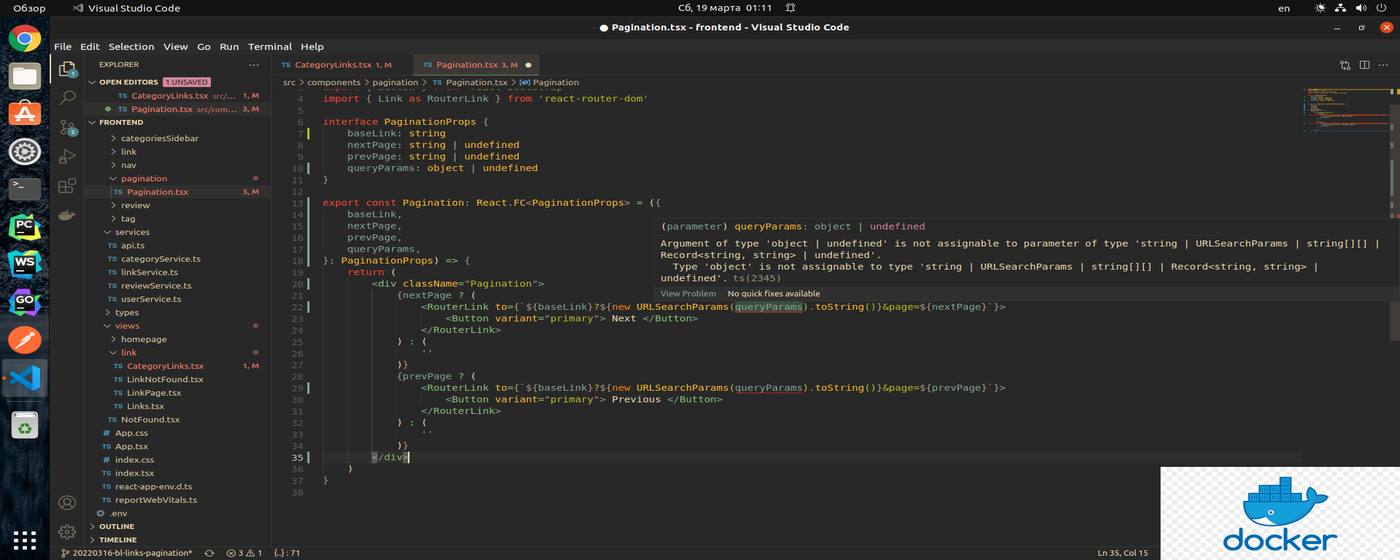 Обзор
Visual Studio Code
Сб, 19 марта 01:11
en
● Pagination.tsx - frontend - Visual Studio Code
File Edit Selection View Go Run Terminal Help
EXPLORER
OPEN EDITORS 1 UNSAVED
TS CategoryLinks.tsx src/... 1, M
TS Pagination.tsx src/com... 3, M
FRONTEND
categoriesSidebar
link
nav
pagination
TS Pagination.tsx 3, M
review
tag
services
TS api.ts
TS categoryService.ts
TS linkService.ts
TS reviewService.ts
TS userService.ts
types
views
homepage
link
TS CategoryLinks.tsx 1, M
TS LinkNotFound.tsx
TS LinkPage.tsx
TS Links.tsx
TS NotFound.tsx
# App.css
TS App.tsx
# index.css
TS index.tsx
TS react-app-env.d.ts
TS reportWebVitals.ts
.env
OUTLINE
TIMELINE
TS CategoryLinks.tsx 1, M
TS Pagination.tsx 3, M ●
src > components > pagination > TS Pagination.tsx > Pagination
4 import { Link as RouterLink } from 'react-router-dom'
5
6 interface PaginationProps {
7 baseLink: string
8 nextPage: string | undefined
9 prevPage: string | undefined
10 queryParams: object | undefined
11 }
12
13 export const Pagination: React.FC<PaginationProps> = ({
14 baseLink,
15 nextPage,
16 prevPage,
17 queryParams,
18 }: PaginationProps) => {
19 return (
20 <div className="Pagination">
21 {nextPage ? (
22 <RouterLink to={`${baseLink}?${new URLSearchParams(queryParams).toString()}&page=${nextPage}`}>
23 <Button variant="primary"> Next </Button>
24 </RouterLink>
25 ) : (
26 ''
27 )}
28 {prevPage ? (
29 <RouterLink to={`${baseLink}?${new URLSearchParams(queryParams).toString()}&page=${prevPage}`}>
30 <Button variant="primary"> Previous </Button>
31 </RouterLink>
32 ) : (
33 ''
34 )}
35 </div>
36 )
37 }
38
(parameter) queryParams: object | undefined
Argument of type 'object | undefined' is not assignable to parameter of type 'string | URLSearchParams | string[][] |
Record<string, string> | undefined'.
Type 'object' is not assignable to type 'string | URLSearchParams | string[][] | Record<string, string> |
undefined'. ts(2345)
View Problem No quick fixes available
20220316-bl-links-pagination* 3 1 {..} : 71
Ln 35, Col 15
docker
PC
WS
GO
1
2